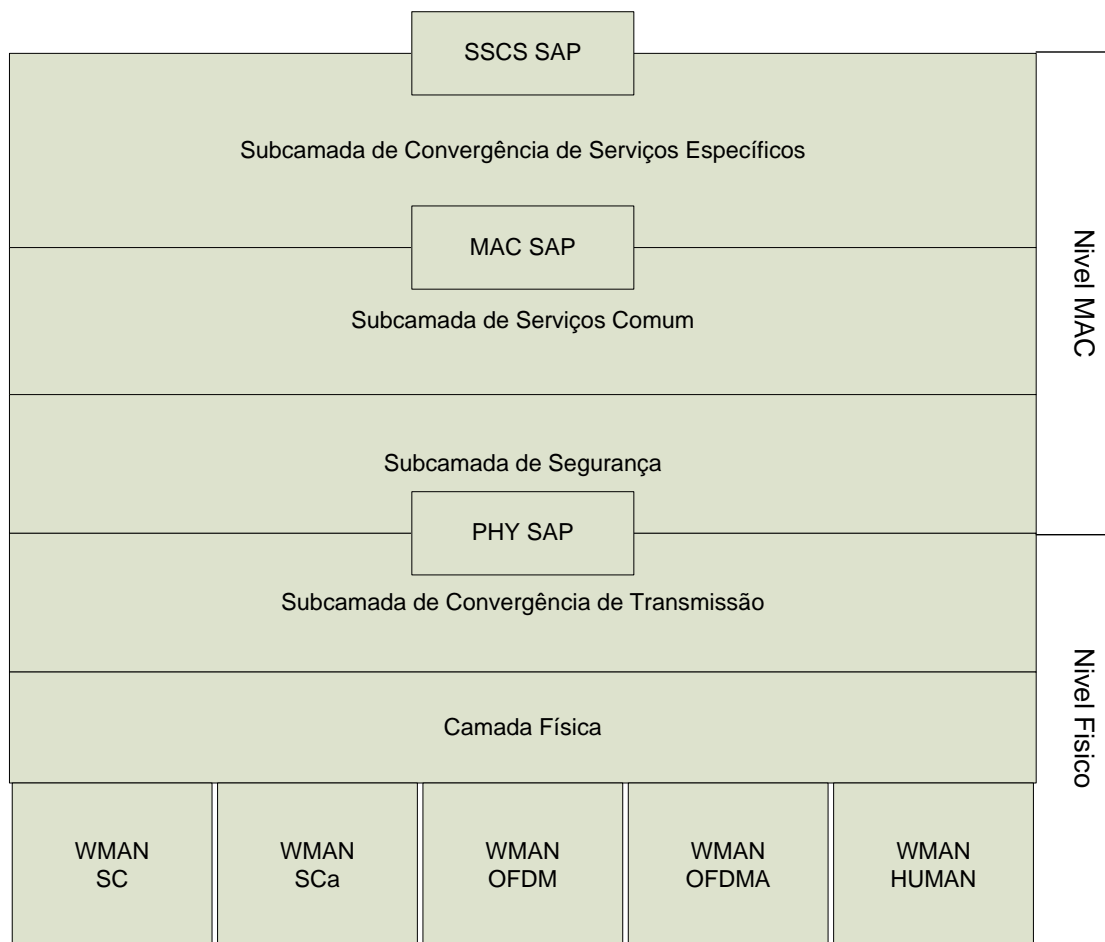 SSCS SAP
Subcamada de Convergência de Serviços Específicos
MAC SAP
Subcamada de Serviços Comum
Subcamada de Segurança
PHY SAP
Subcamada de Convergência de Transmissão
Camada Física
WMAN
SC
WMAN
SCa
WMAN
OFDM
WMAN
OFDMA
WMAN
HUMAN
Nivel MAC
Nivel Fisico